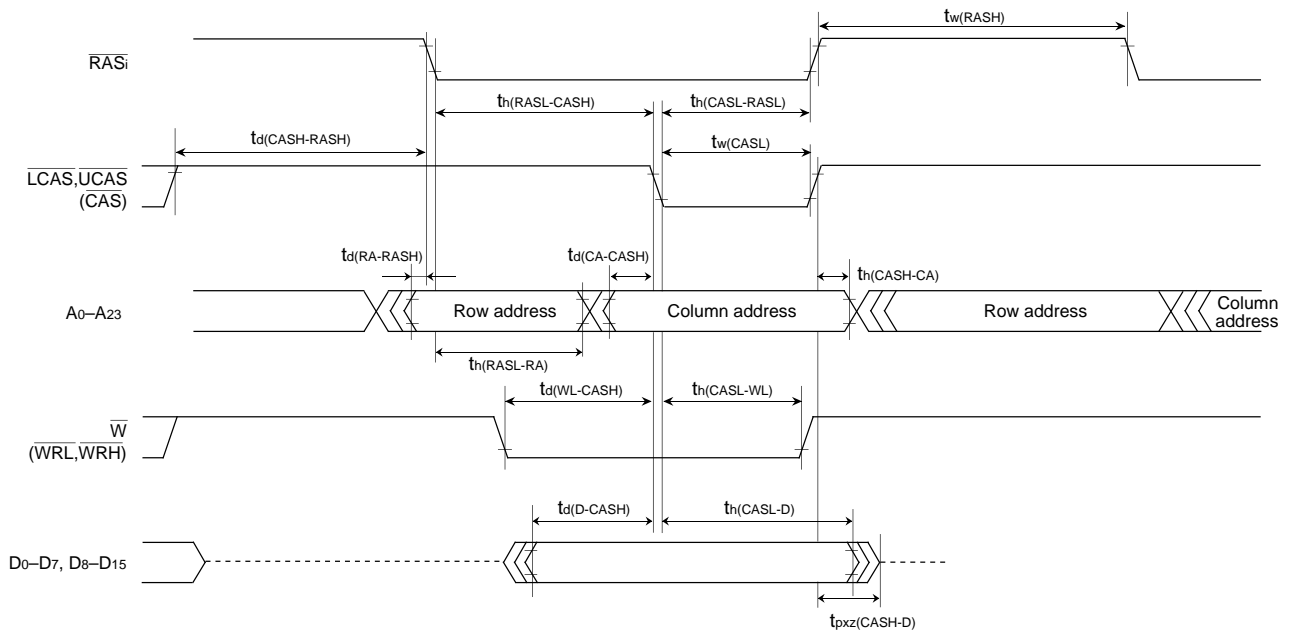 tw(RASH)
RASi
th(RASL-CASH)
th(CASL-RASL)
td(CASH-RASH)
tw(CASL)
LCAS,UCAS
(CAS)
td(RA-RASH)
td(CA-CASH)
th(CASH-CA)
A0–A23
Row address
Column address
Row address
Column
address
th(RASL-RA)
td(WL-CASH)
th(CASL-WL)
W
(WRL,WRH)
td(D-CASH)
th(CASL-D)
D0–D7, D8–D15
tpxz(CASH-D)